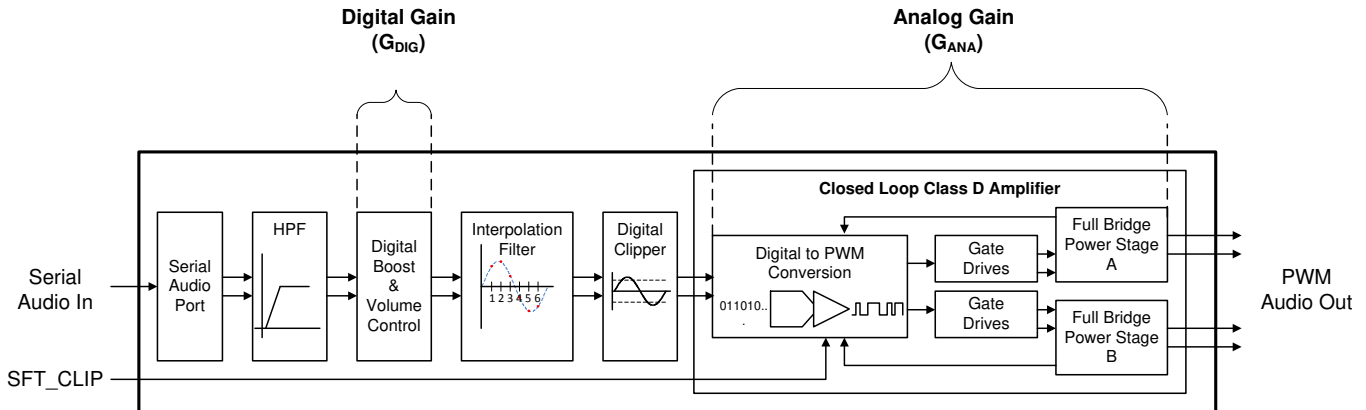 Digital Gain
(GDIG)
Analog Gain
(GANA)
Closed Loop Class D Amplifier
Serial
Audio In
Serial
Audio
Port
HPF
Digital
Boost
&
Volume
Control
Interpolation
Filter
1 2 3 4 5 6
Digital
Clipper
Digital to PWM
Conversion
011010..
.
Gate
Drives
Gate
Drives
Full Bridge
Power Stage
A
Full Bridge
Power Stage
B
PWM
Audio Out
SFT_CLIP